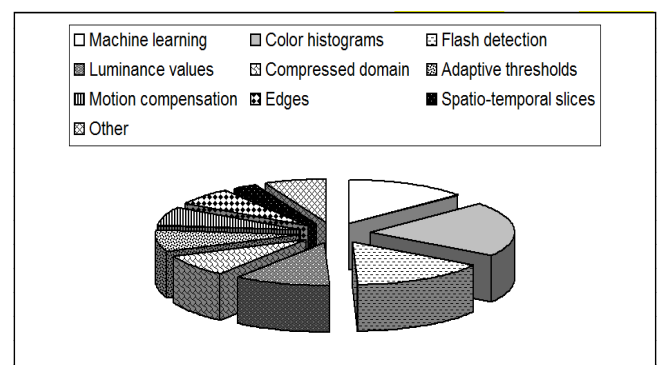 Machine learning Color histograms Flash detection
Luminance values Compressed domain Adaptive thresholds
Motion compensation Edges Spatio-temporal slices
Other